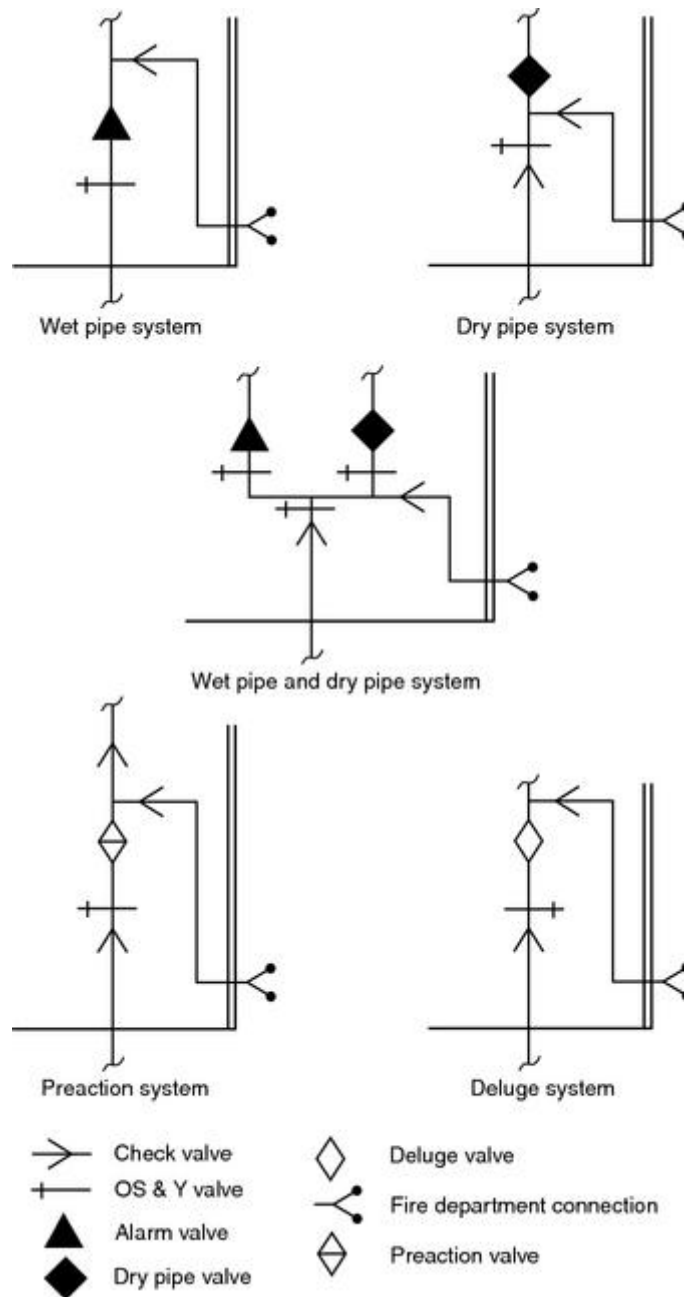 Wet pipe system
Dry pipe system
Wet pipe and dry pipe system
Preaction system
Deluge system
Check valve
OS & Y valve
Alarm valve
Dry pipe valve
Deluge valve
Fire department connection
Preaction valve